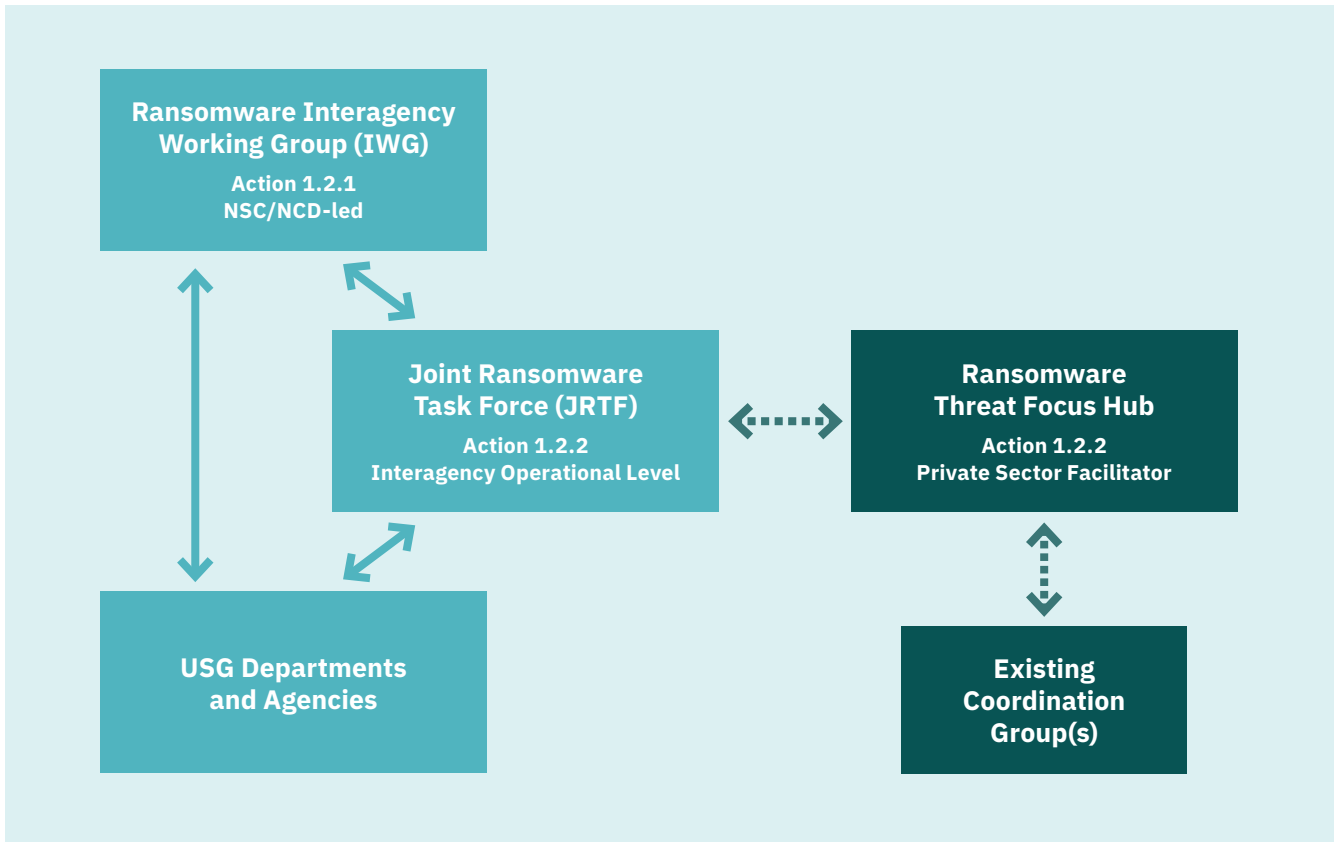 Ransomware Interagency
Working Group (IWG)
Action 1.2.1
NSC/NCD-led
Joint Ransomware
Task Force (JRTF)
Action 1.2.2
Interagency Operational Level
Ransomware
Threat Focus Hub
Action 1.2.2
Private Sector Facilitator
USG Departments
and Agencies
Existing
Coordination
Group(s)